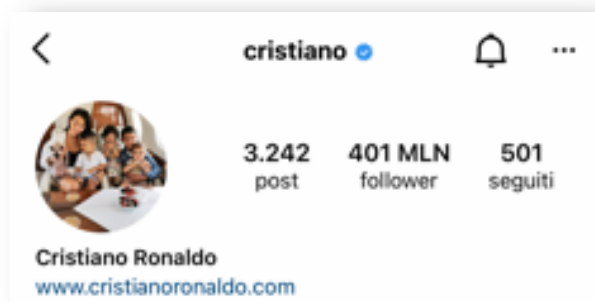 cristiano
3.242 401 MLN 501
post follower seguiti
Cristiano Ronaldo
www.cristianoronaldo.com